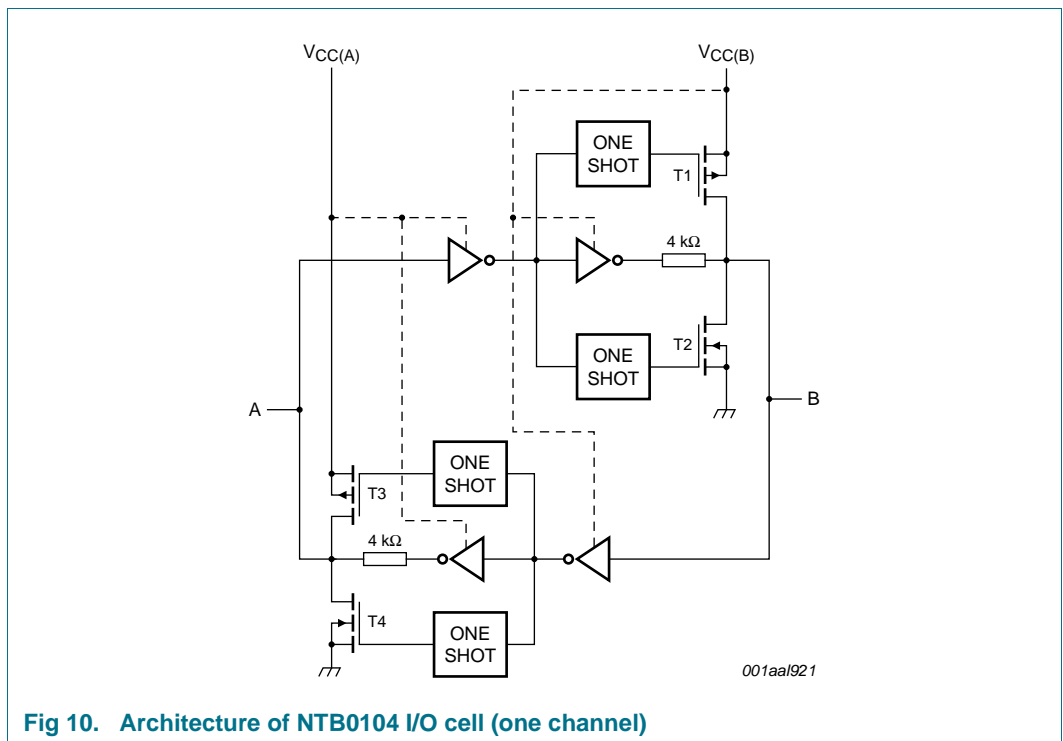 VCC(A)
VCC(B)
ONE
SHOT
T1
4 kΩ
ONE
SHOT
T2
A
B
ONE
SHOT
T3
4 kΩ
T4
ONE
SHOT
001aal921
Fig 10. Architecture of NTB0104 I/O cell (one channel)